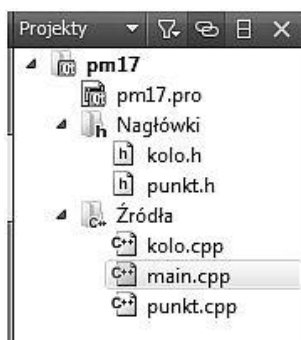 Projekty
pm17
pm17.pro
Nagłówki
kolo.h
punkt.h
Źródła
kolo.cpp
main.cpp
punkt.cpp